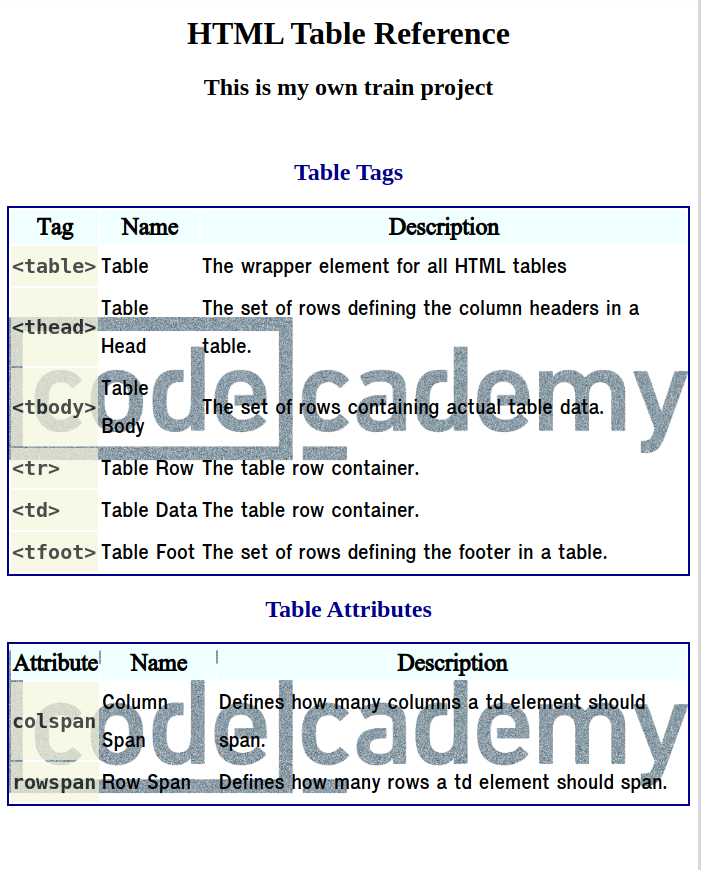 HTML Table Reference
This is my own train project
Table Tags
Tag Name Description
<table> Table The wrapper element for all HTML tables
<thead> Table Head The set of rows defining the column headers in a table.
<tbody> Table Body The set of rows containing actual table data.
<tr> Table Row The table row container.
<td> Table Data The table row container.
<tfoot> Table Foot The set of rows defining the footer in a table.
code cademy
Table Attributes
Attribute Name Description
colspan Column Span Defines how many columns a td element should span.
rowspan Row Span Defines how many rows a td element should span.
code cademy